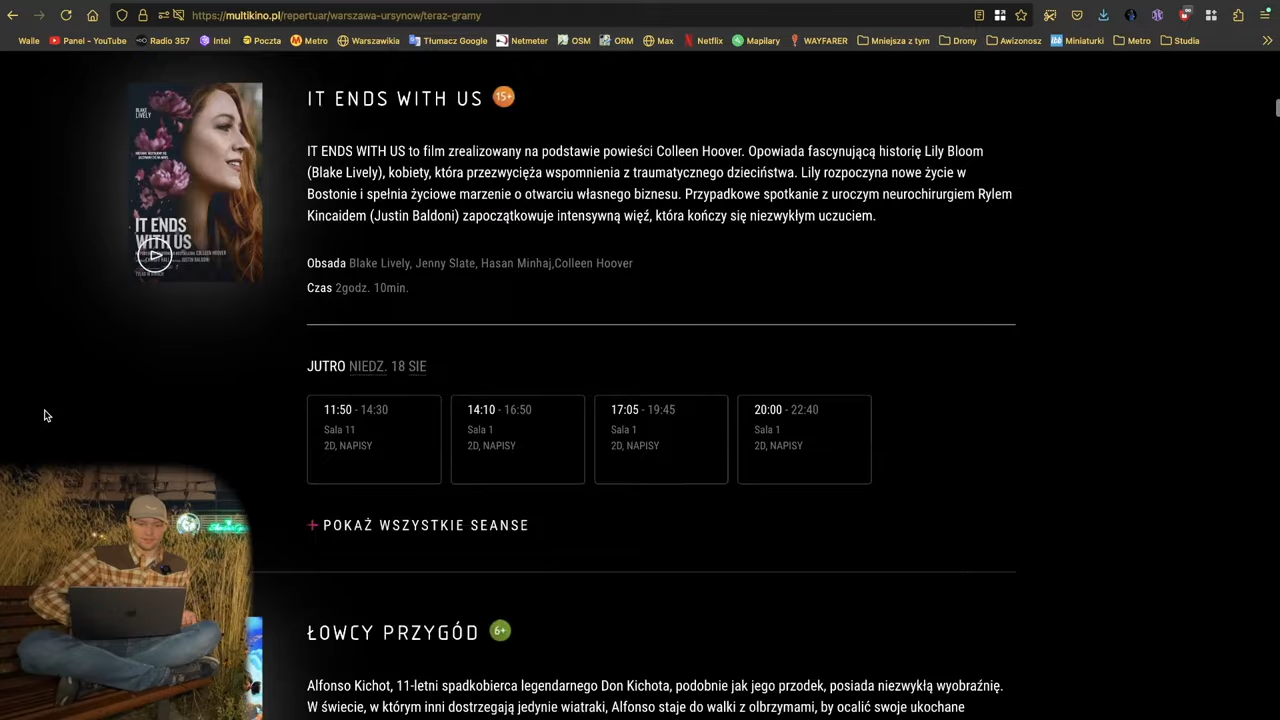 https://multikino.pl/repertuar/warszawa-ursynow/teraz-gramy
Walle Panel - YouTube Radio 357 Intel Poczta Metro Warszawikia Tłumacz Google Netmeter OSM ORM Max Netflix Mapilary WAYFARER Mniejsza z tym Drony Awizonosz Miniaturki Metro Studia
BLAKE
LIVELY
IT ENDS
WITH US
IT ENDS WITH US 15+
IT ENDS WITH US to film zrealizowany na podstawie powieści Colleen Hoover. Opowiada fascynującą historię Lily Bloom
(Blake Lively), kobiety, która przezwycięża wspomnienia z traumatycznego dzieciństwa. Lily rozpoczyna nowe życie w
Bostonie i spełnia życiowe marzenie o otwarciu własnego biznesu. Przypadkowe spotkanie z uroczym neurochirurgiem Rylem
Kincaidem (Justin Baldoni) zapoczątkowuje intensywną więź, która kończy się niezwykłym uczuciem.
Obsada Blake Lively, Jenny Slate, Hasan Minhaj,Colleen Hoover
Czas 2godz. 10min.
JUTRO NIEDZ. 18 SIE
11:50 - 14:30 14:10 - 16:50 17:05 - 19:45 20:00 - 22:40
Sala 11 Sala 1 Sala 1 Sala 1
2D, NAPISY 2D, NAPISY 2D, NAPISY 2D, NAPISY
+ POKAŻ WSZYSTKIE SEANSE
ŁOWCY PRZYGÓD 6+
Alfonso Kichot, 11-letni spadkobierca legendarnego Don Kichota, podobnie jak jego przodek, posiada niezwykłą wyobraźnię.
W świecie, w którym inni dostrzegają jedynie wiatraki, Alfonso staje do walki z olbrzymami, by ocalić swoje ukochane